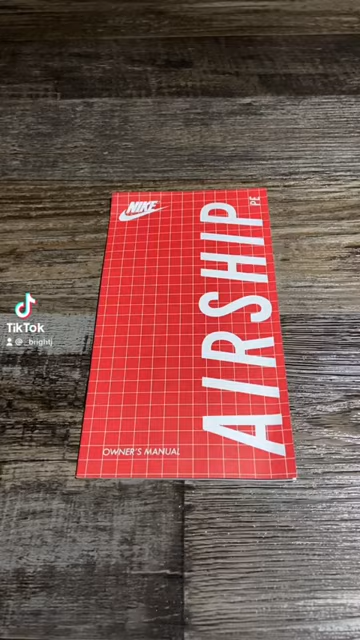 NIKE
AIRSHIP PE
OWNER'S MANUAL
TikTok
@_brightj